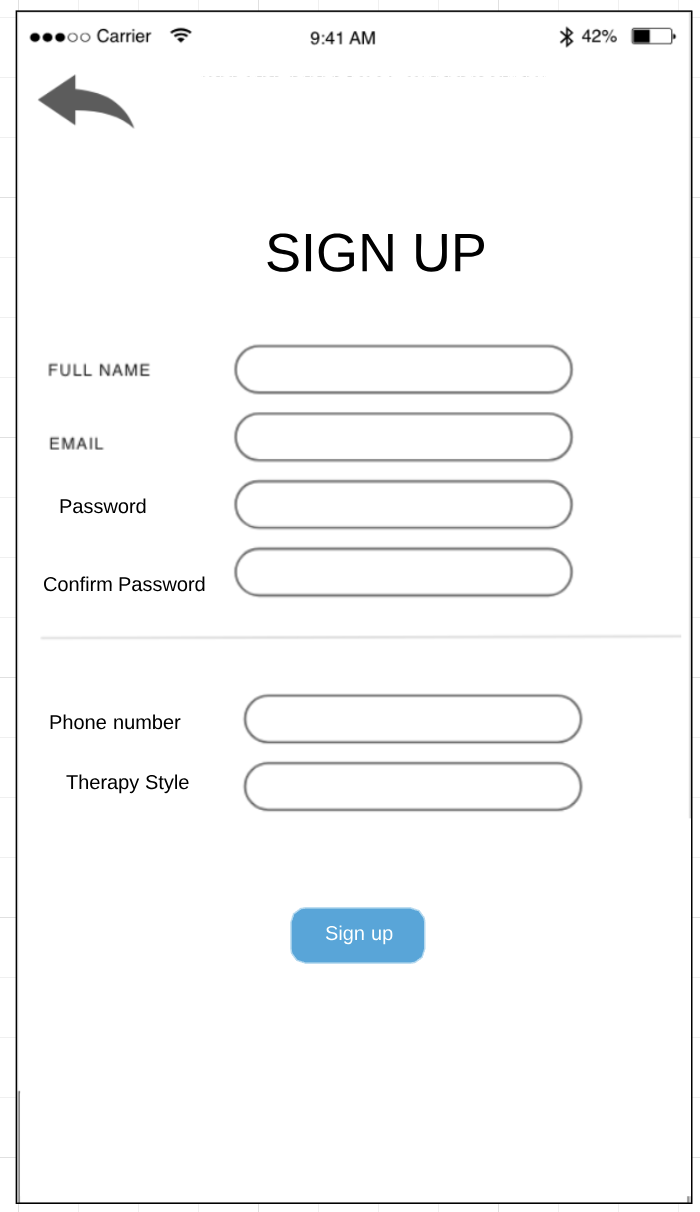 Carrier 9:41 AM 42%
SIGN UP
FULL NAME
EMAIL
Password
Confirm Password
Phone number
Therapy Style
Sign up